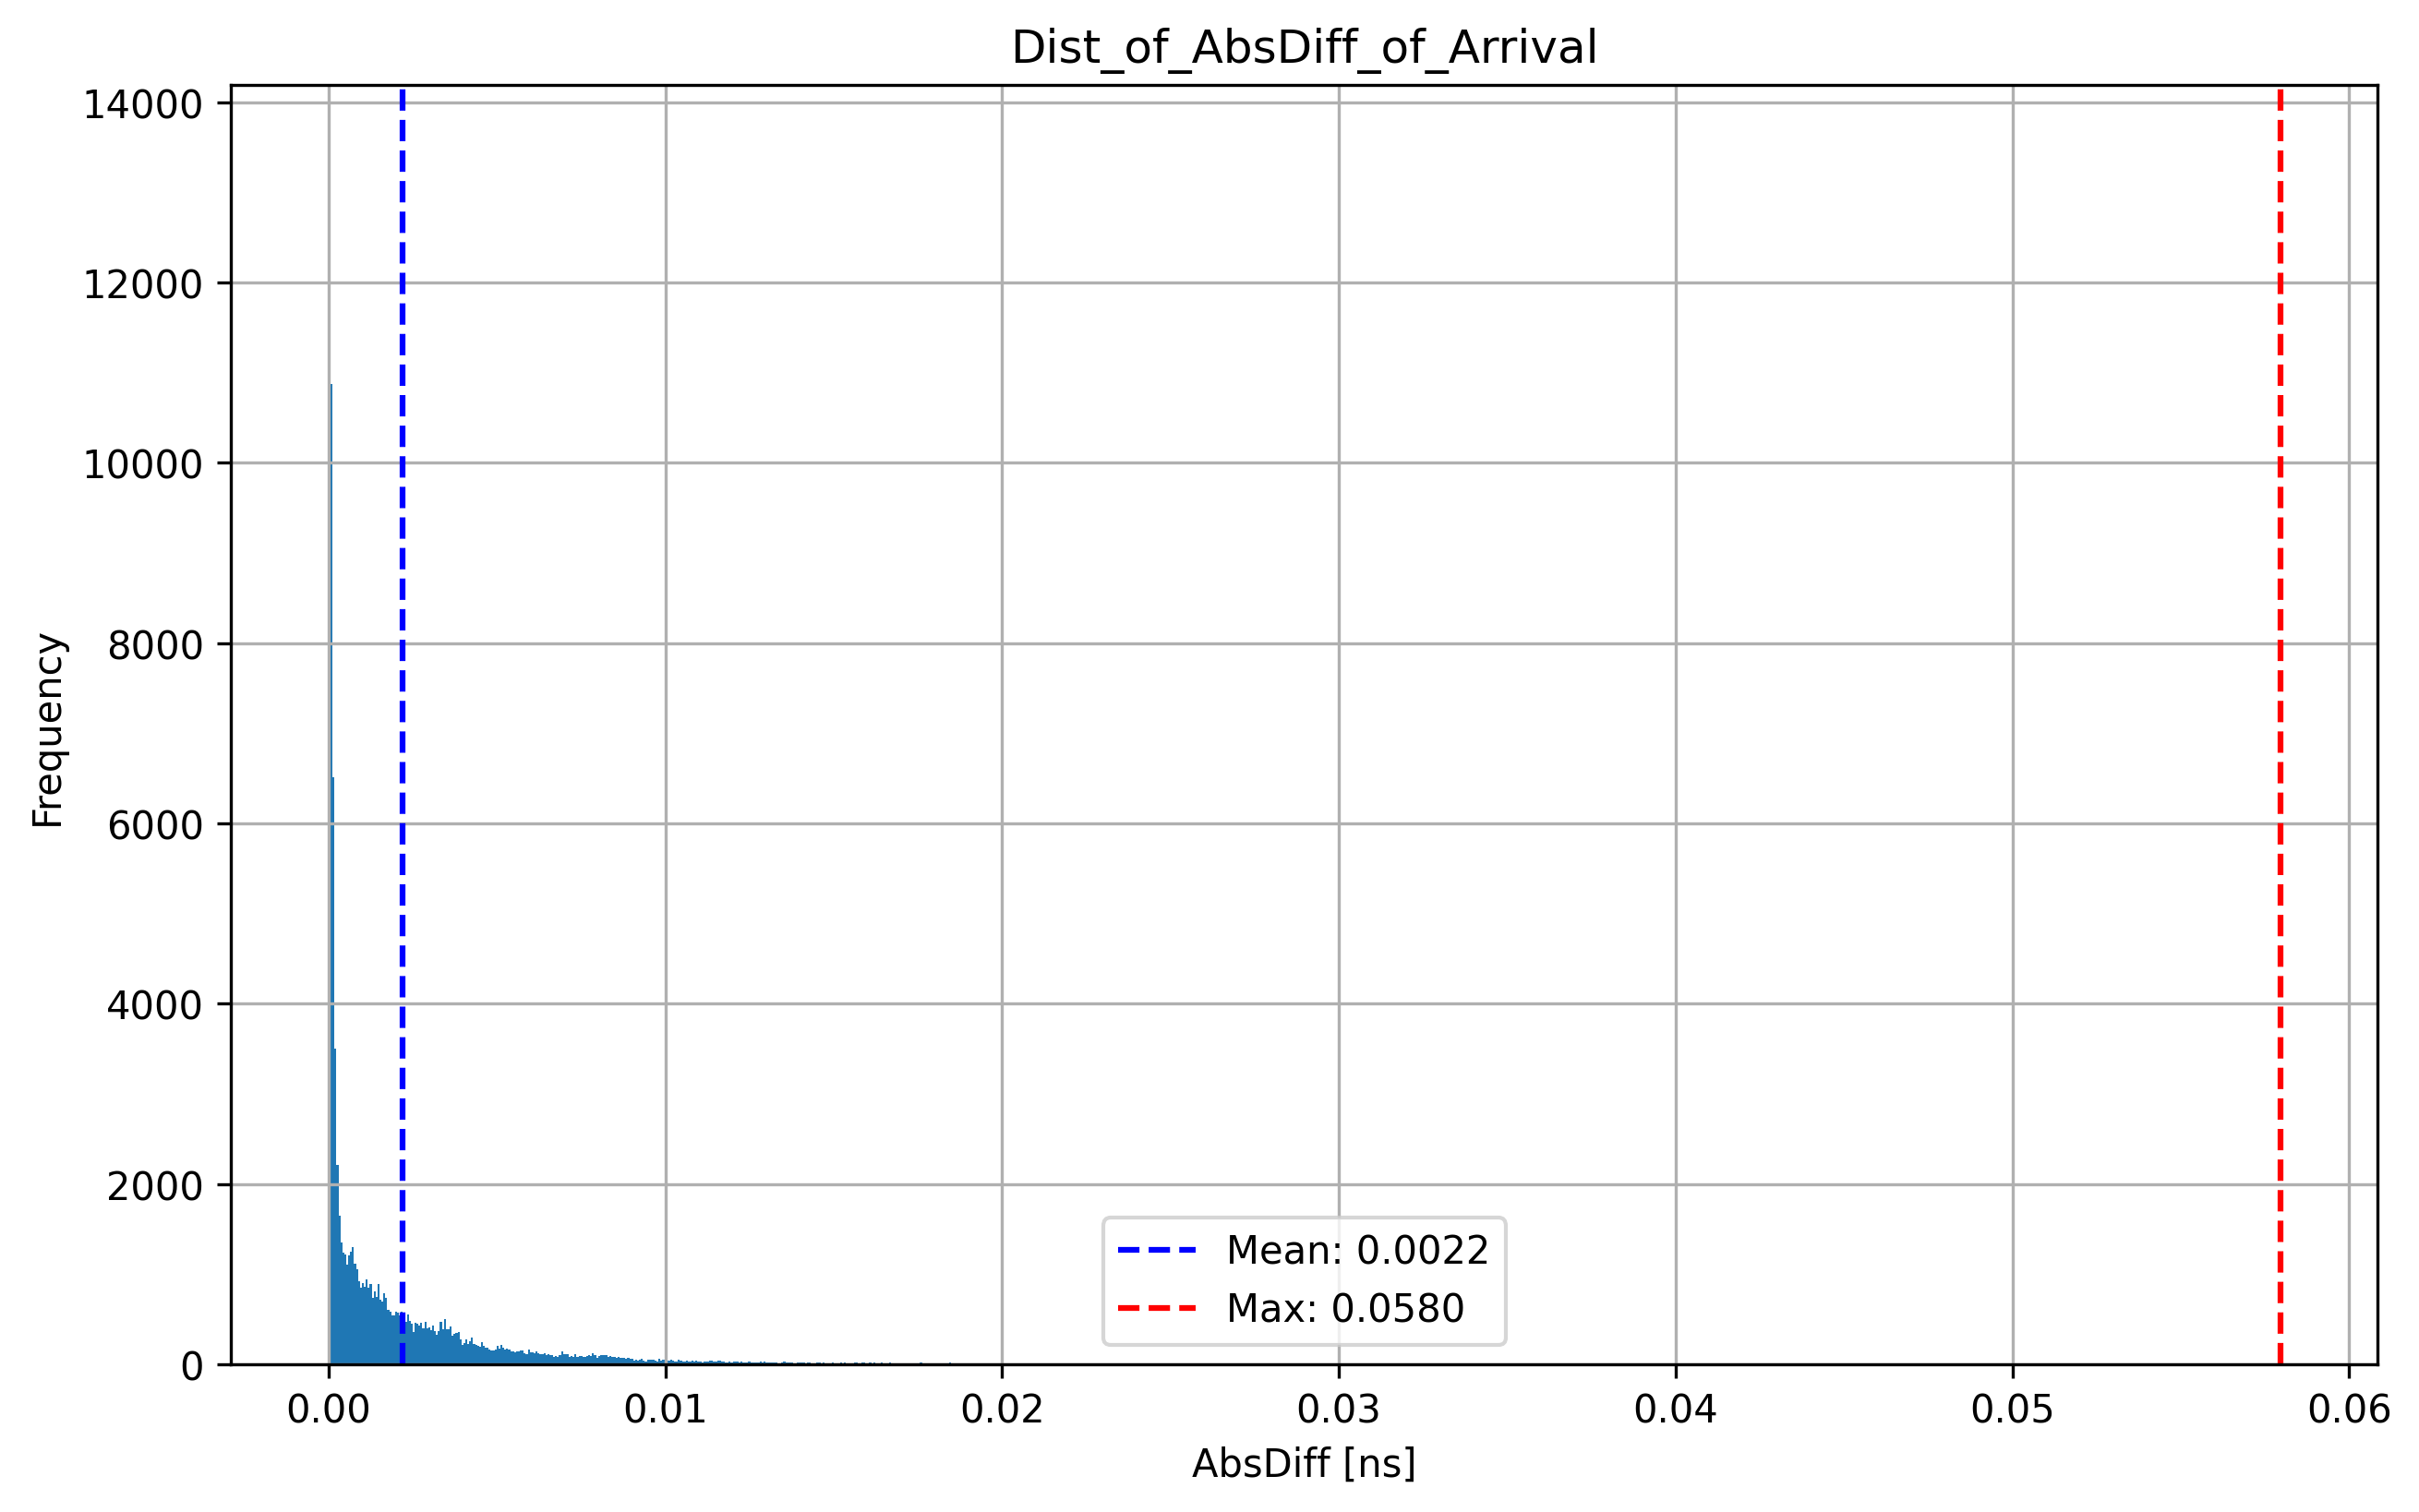 Dist_of_AbsDiff_of_Arrival
14000
12000
10000
8000
6000
4000
2000
0
Frequency
Mean: 0.0022
Max: 0.0580
0.00 0.01 0.02 0.03 0.04 0.05 0.06
AbsDiff [ns]